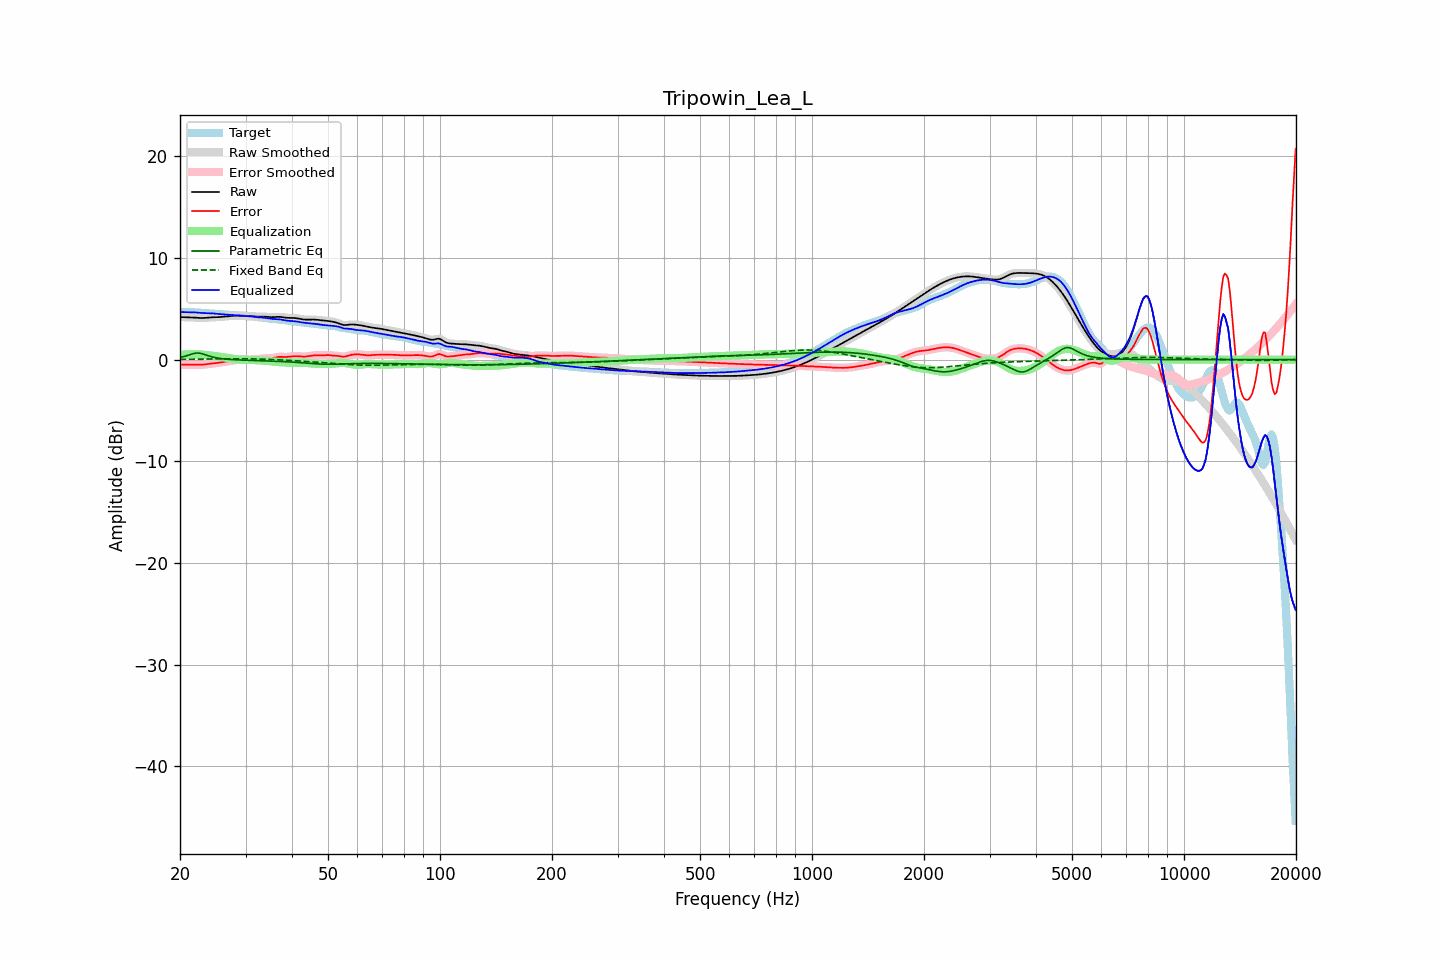 Tripowin_Lea_L
Target
Raw Smoothed
Error Smoothed
Raw
Error
Equalization
Parametric Eq
Fixed Band Eq
Equalized
20
10
0
−10
−20
−30
−40
Amplitude (dBr)
20
50
100
200
500
1000
2000
5000
10000
20000
Frequency (Hz)